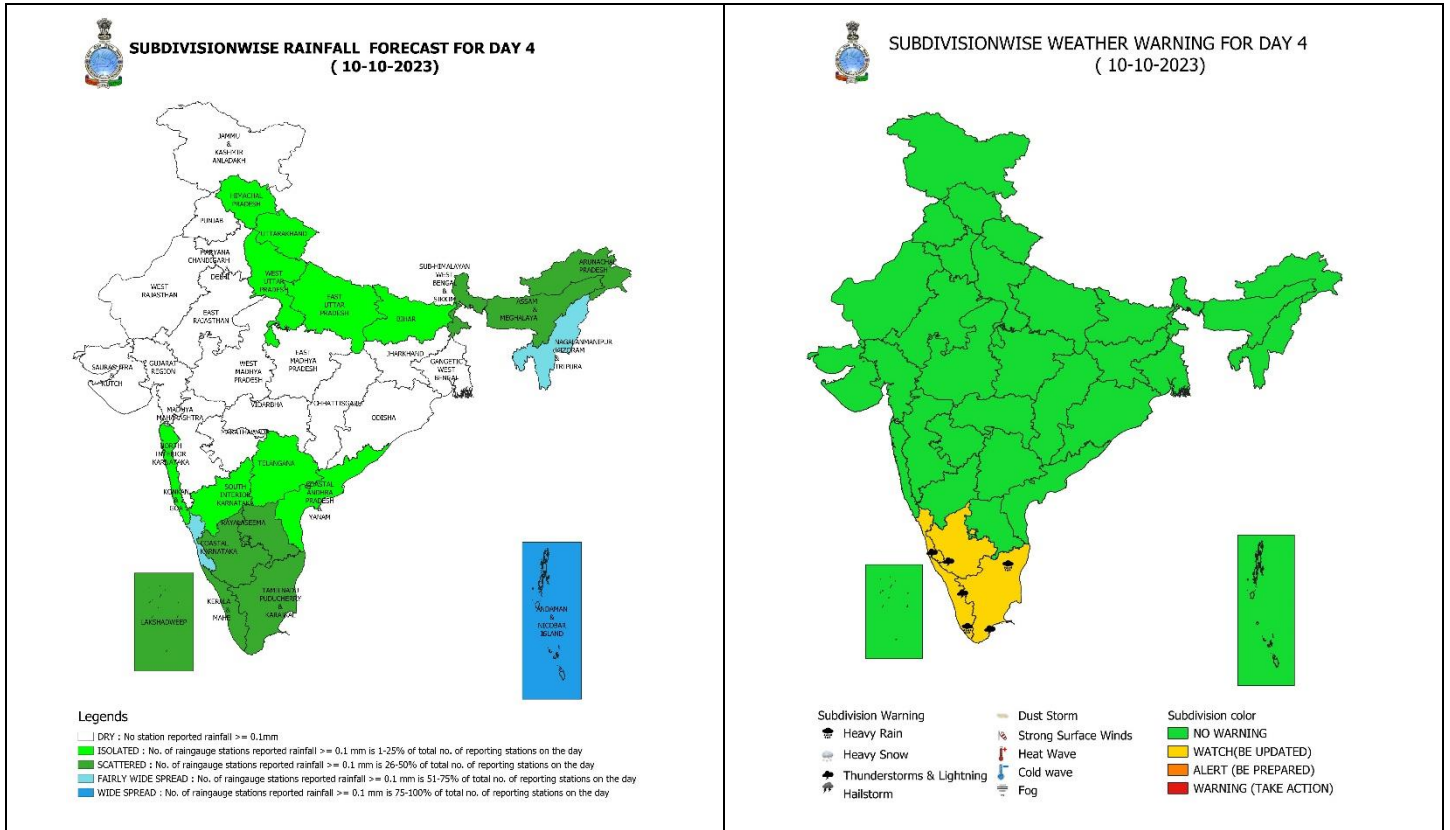 SUBDIVISIONWISE RAINFALL FORECAST FOR DAY 4
( 10-10-2023)
JAMMU
&
KASHMIR
ANLADAKH
HIMACHAL
PRADESH
PUNJAB
UTTARAKHAND
HARYANA
CHANDIGARH
&
DELHI
WEST
UTTAR
PRADESH
SUB-HIMALAYAN
WEST
BENGAL
&
SIKKIM
ARUNACHAL
PRADESH
WEST
RAJASTHAN
EAST
UTTAR
PRADESH
ASSAM
&
MEGHALAYA
EAST
RAJASTHAN
BIHAR
NAGALANMANIPUR
MIZORAM
&
TRIPURA
SAURASHTRA
&
KUTCH
GUJARAT
REGION
WEST
MADHYA
PRADESH
EAST
MADHYA
PRADESH
JHARKHAND
GANGETIC
WEST
BENGAL
MADHYA
MAHARASHTRA
VIDARBHA
CHHATTISGARH
ODISHA
MARATHAWADA
NORTH
INTERIOR
KARNATAKA
TELANGANA
KONKAN
&
GOA
SOUTH
INTERIOR
KARNATAKA
COASTAL
ANDHRA
PRADESH
&
YANAM
RAYALASEEMA
COASTAL
KARNATAKA
LAKSHADWEEP
KERALA
&
MAHE
TAMILNADU
PUDUCHERRY
&
KARAIKAL
ANDAMAN
&
NICOBAR
ISLAND
Legends
DRY : No station reported rainfall >= 0.1mm
ISOLATED : No. of raingauge stations reported rainfall >= 0.1 mm is 1-25% of total no. of reporting stations on the day
SCATTERED : No. of raingauge stations reported rainfall >= 0.1 mm is 26-50% of total no. of reporting stations on the day
FAIRLY WIDE SPREAD : No. of raingauge stations reported rainfall >= 0.1 mm is 51-75% of total no. of reporting stations on the day
WIDE SPREAD : No. of raingauge stations reported rainfall >= 0.1 mm is 75-100% of total no. of reporting stations on the day
SUBDIVISIONWISE WEATHER WARNING FOR DAY 4
( 10-10-2023)
Subdivision Warning
Heavy Rain
Heavy Snow
Thunderstorms & Lightning
Hailstorm
Dust Storm
Strong Surface Winds
Heat Wave
Cold wave
Fog
Subdivision color
NO WARNING
WATCH(BE UPDATED)
ALERT (BE PREPARED)
WARNING (TAKE ACTION)